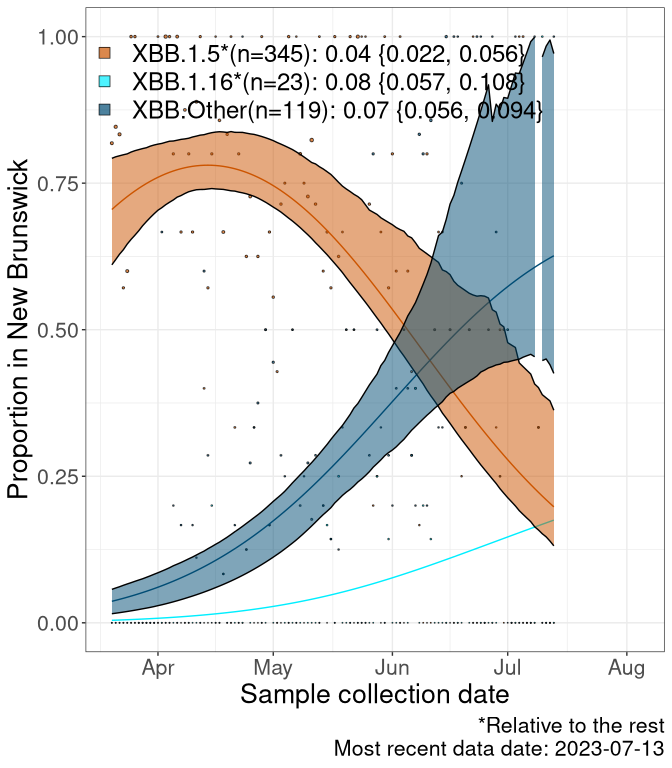 1.00
0.75
0.50
0.25
0.00
Proportion in New Brunswick
XBB.1.5*(n=345): 0.04 {0.022, 0.056}
XBB.1.16*(n=23): 0.08 {0.057, 0.108}
XBB.Other(n=119): 0.07 {0.056, 0.094}
Apr May Jun Jul Aug
Sample collection date
*Relative to the rest
Most recent data date: 2023-07-13